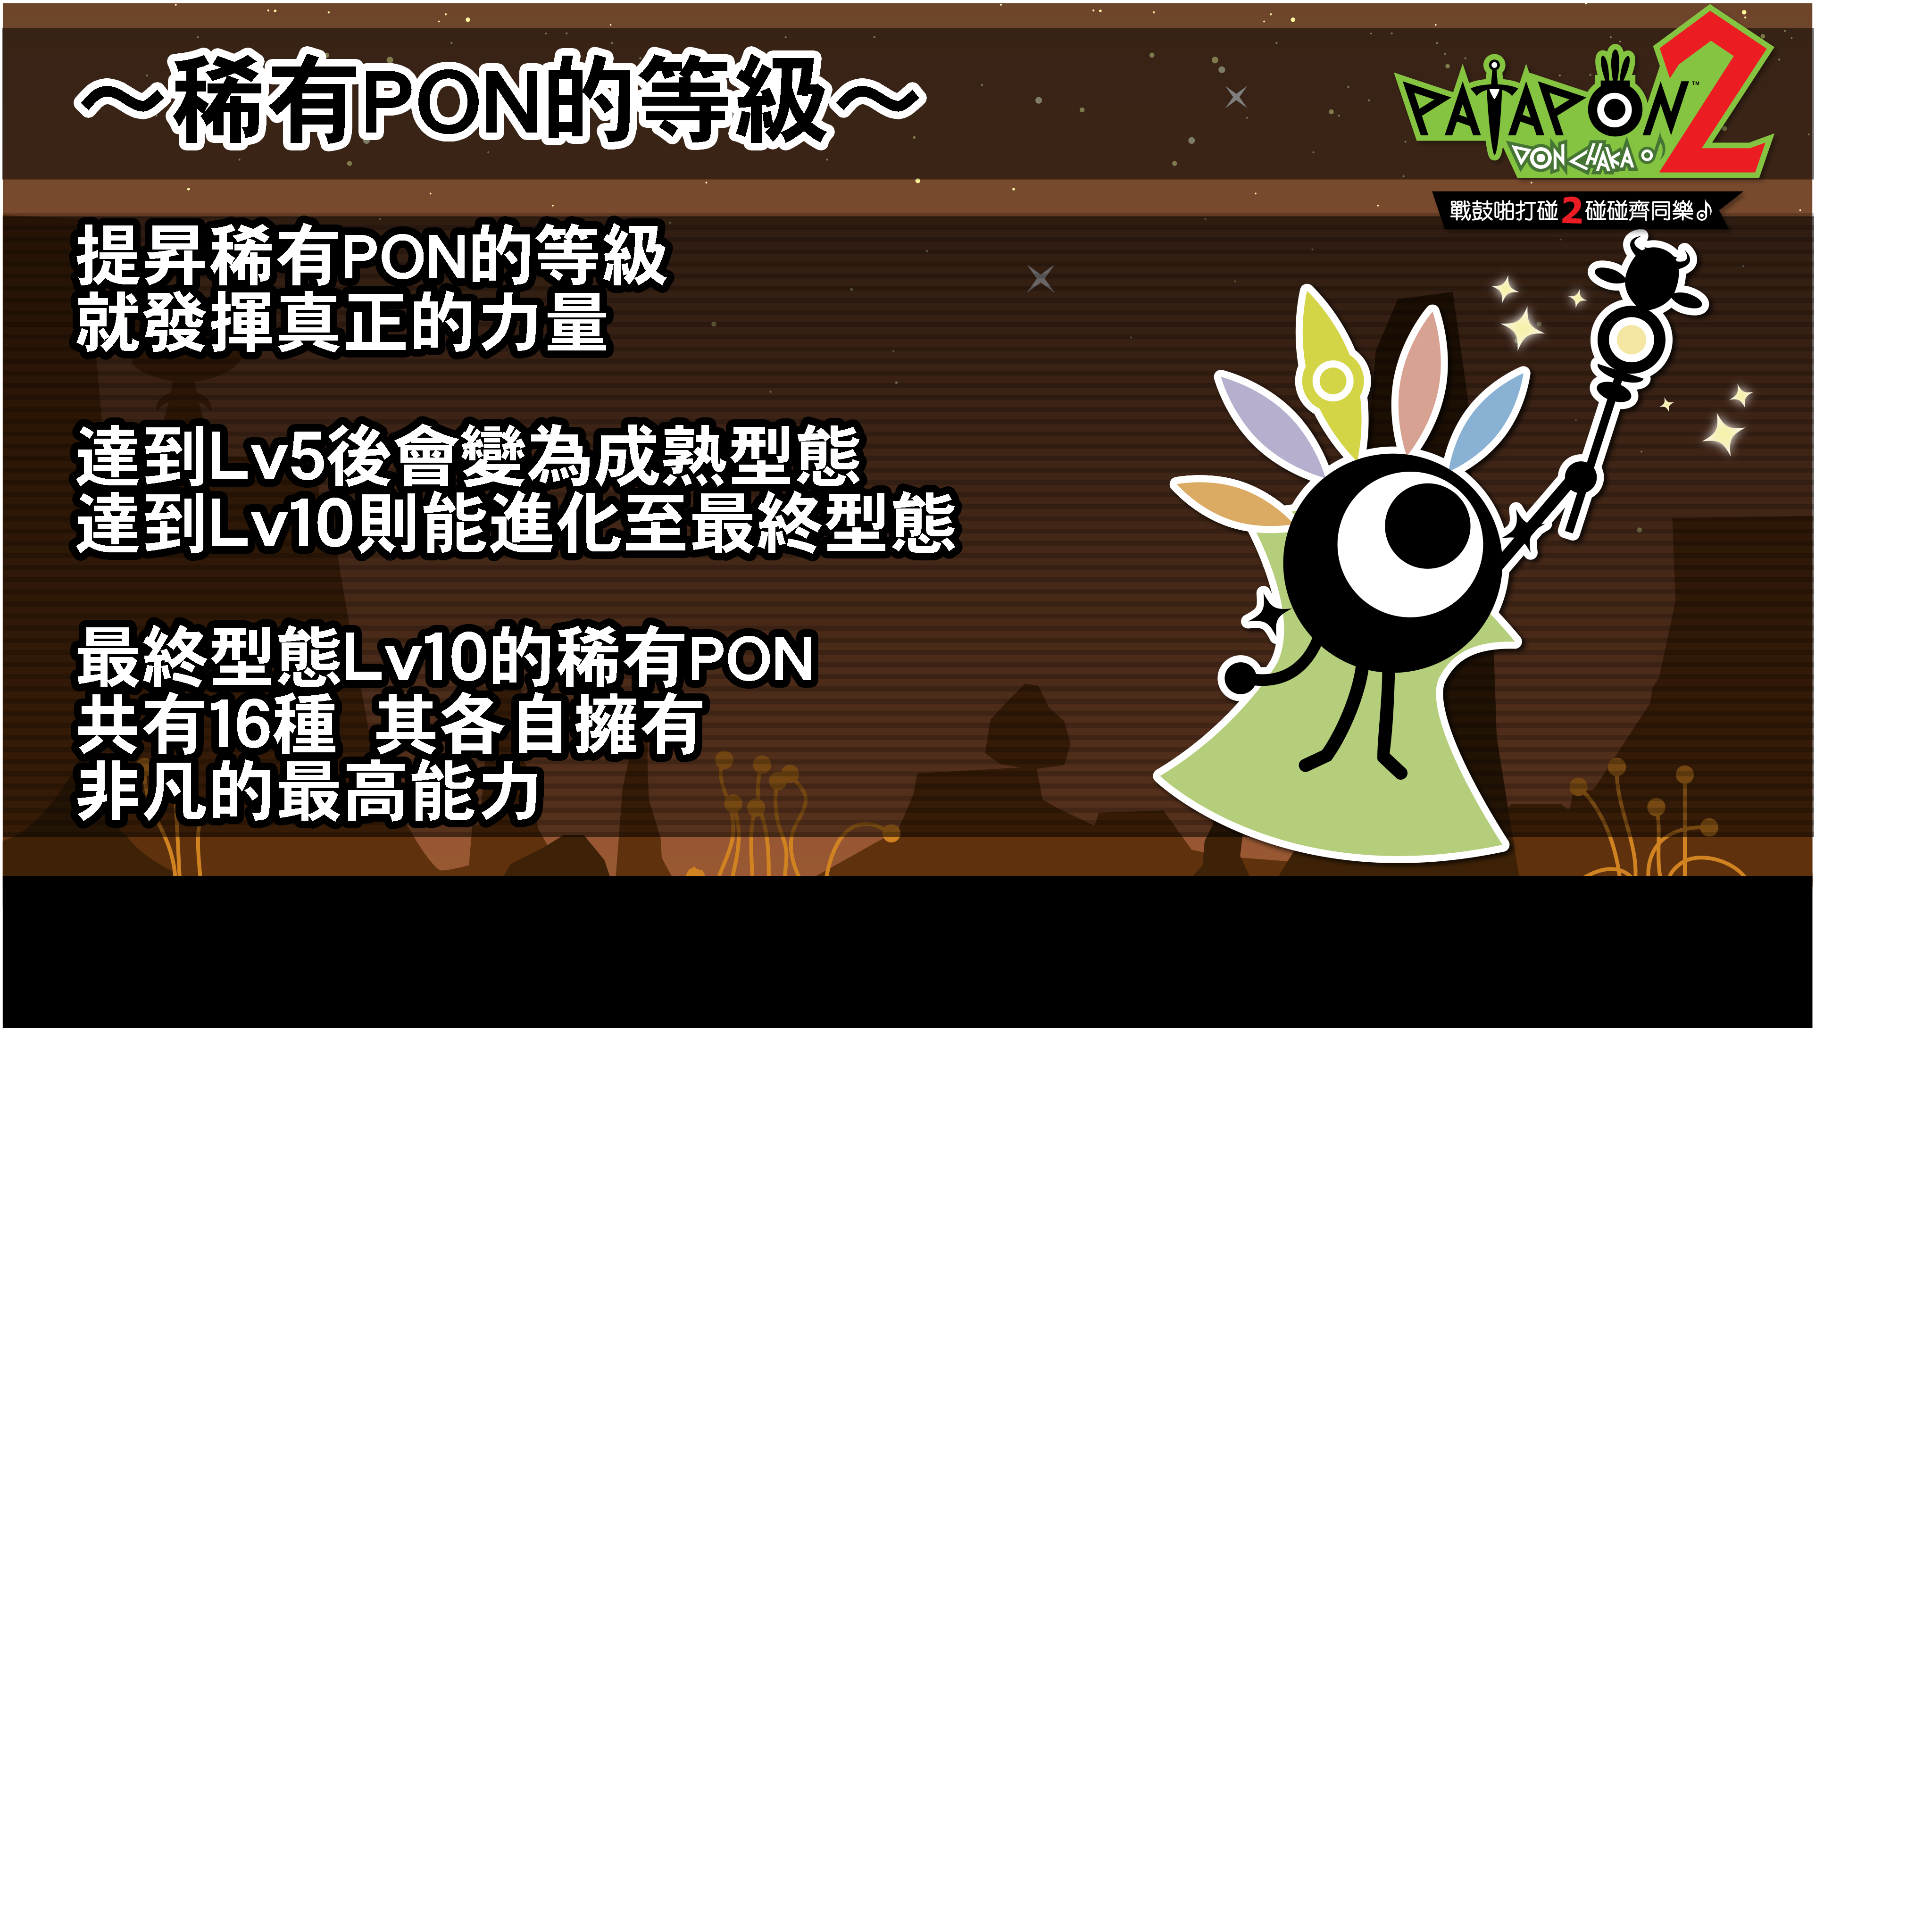 ～稀有PON的等級～
PATAPON 2™
DON CHAKA♪
戰鼓啪打碰2碰碰齊同樂♪
提昇稀有PON的等級
就發揮真正的力量
達到Lv5後會變為成熟型態
達到Lv10則能進化至最終型態
最終型態Lv10的稀有PON
共有16種 其各自擁有
非凡的最高能力